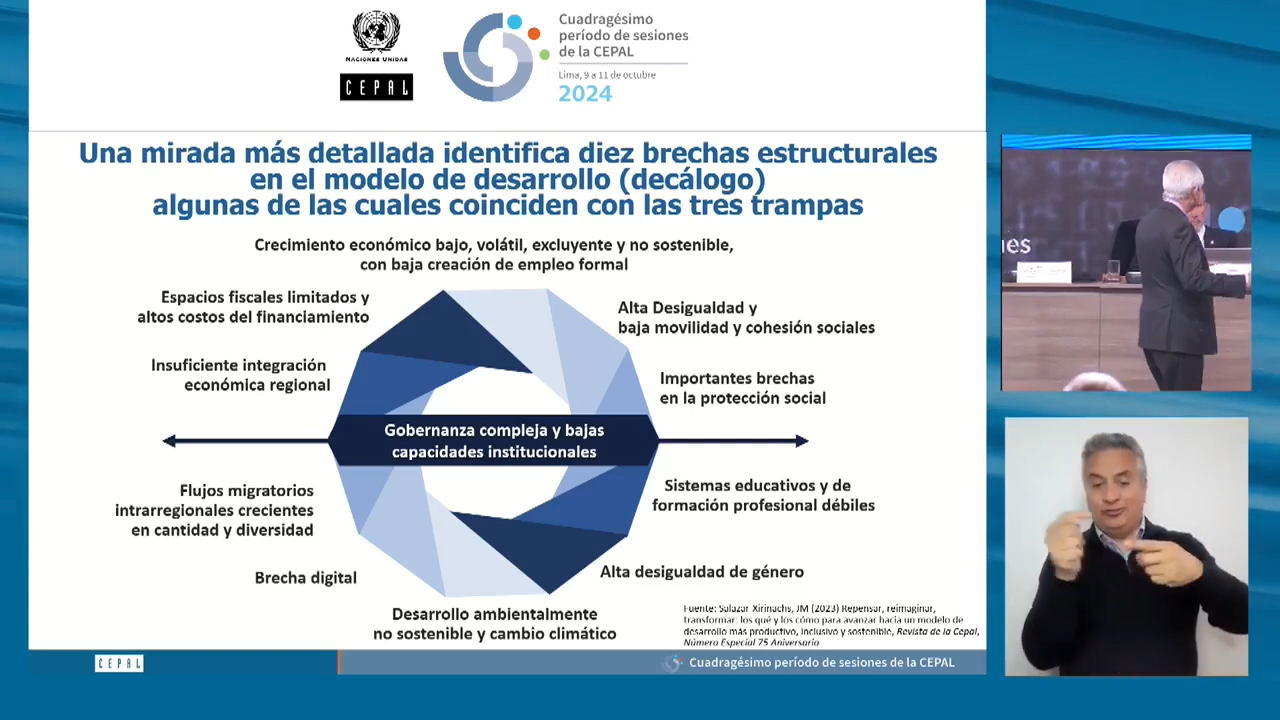 NACIONES UNIDAS
CEPAL
Cuadragésimo
período de sesiones
de la CEPAL
Lima, 9 a 11 de octubre
2024
Una mirada más detallada identifica diez brechas estructurales
en el modelo de desarrollo (decálogo)
algunas de las cuales coinciden con las tres trampas
Crecimiento económico bajo, volátil, excluyente y no sostenible,
con baja creación de empleo formal
Espacios fiscales limitados y
altos costos del financiamiento
Alta Desigualdad y
baja movilidad y cohesión sociales
Insuficiente integración
económica regional
Importantes brechas
en la protección social
Gobernanza compleja y bajas
capacidades institucionales
Flujos migratorios
intrarregionales crecientes
en cantidad y diversidad
Sistemas educativos y de
formación profesional débiles
Brecha digital
Alta desigualdad de género
Desarrollo ambientalmente
no sostenible y cambio climático
Fuente: Salazar Xirinachs, JM (2023) Repensar, reimaginar,
transformar: los qué y los cómo para avanzar hacia un modelo de
desarrollo más productivo, inclusivo y sostenible, Revista de la Cepal,
Número Especial 75 Aniversario
CEPAL
Cuadragésimo período de sesiones de la CEPAL